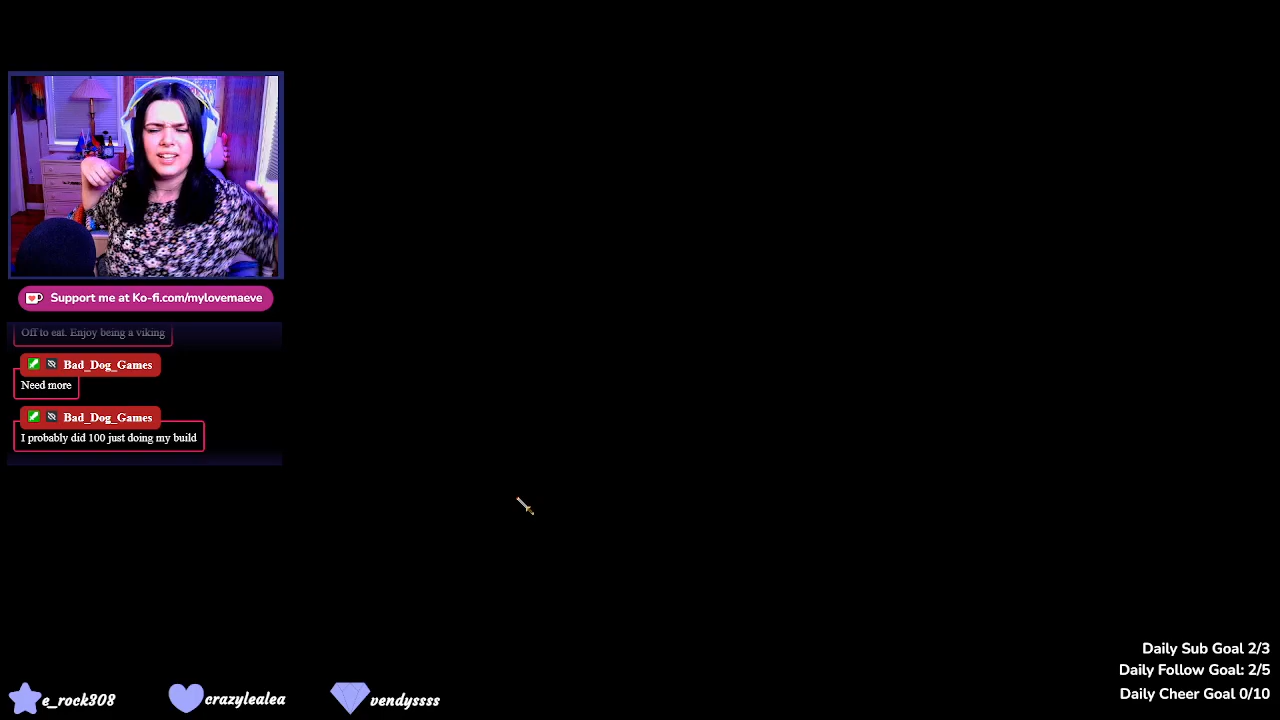 Support me at Ko-fi.com/mylovemaeve
Off to eat. Enjoy being a viking
Bad_Dog_Games
Need more
Bad_Dog_Games
I probably did 100 just doing my build
Daily Sub Goal 2/3
Daily Follow Goal: 2/5
Daily Cheer Goal 0/10
e_rock308 crazylealea vendyssss